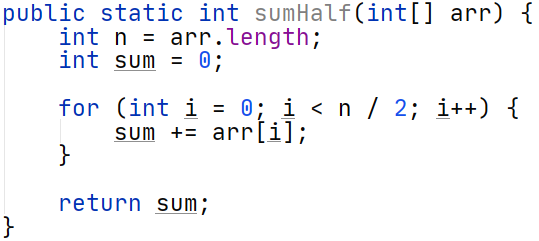 public static int sumHalf(int[] arr) {
    int n = arr.length;
    int sum = 0;

    for (int i = 0; i < n / 2; i++) {
        sum += arr[i];
    }

    return sum;
}